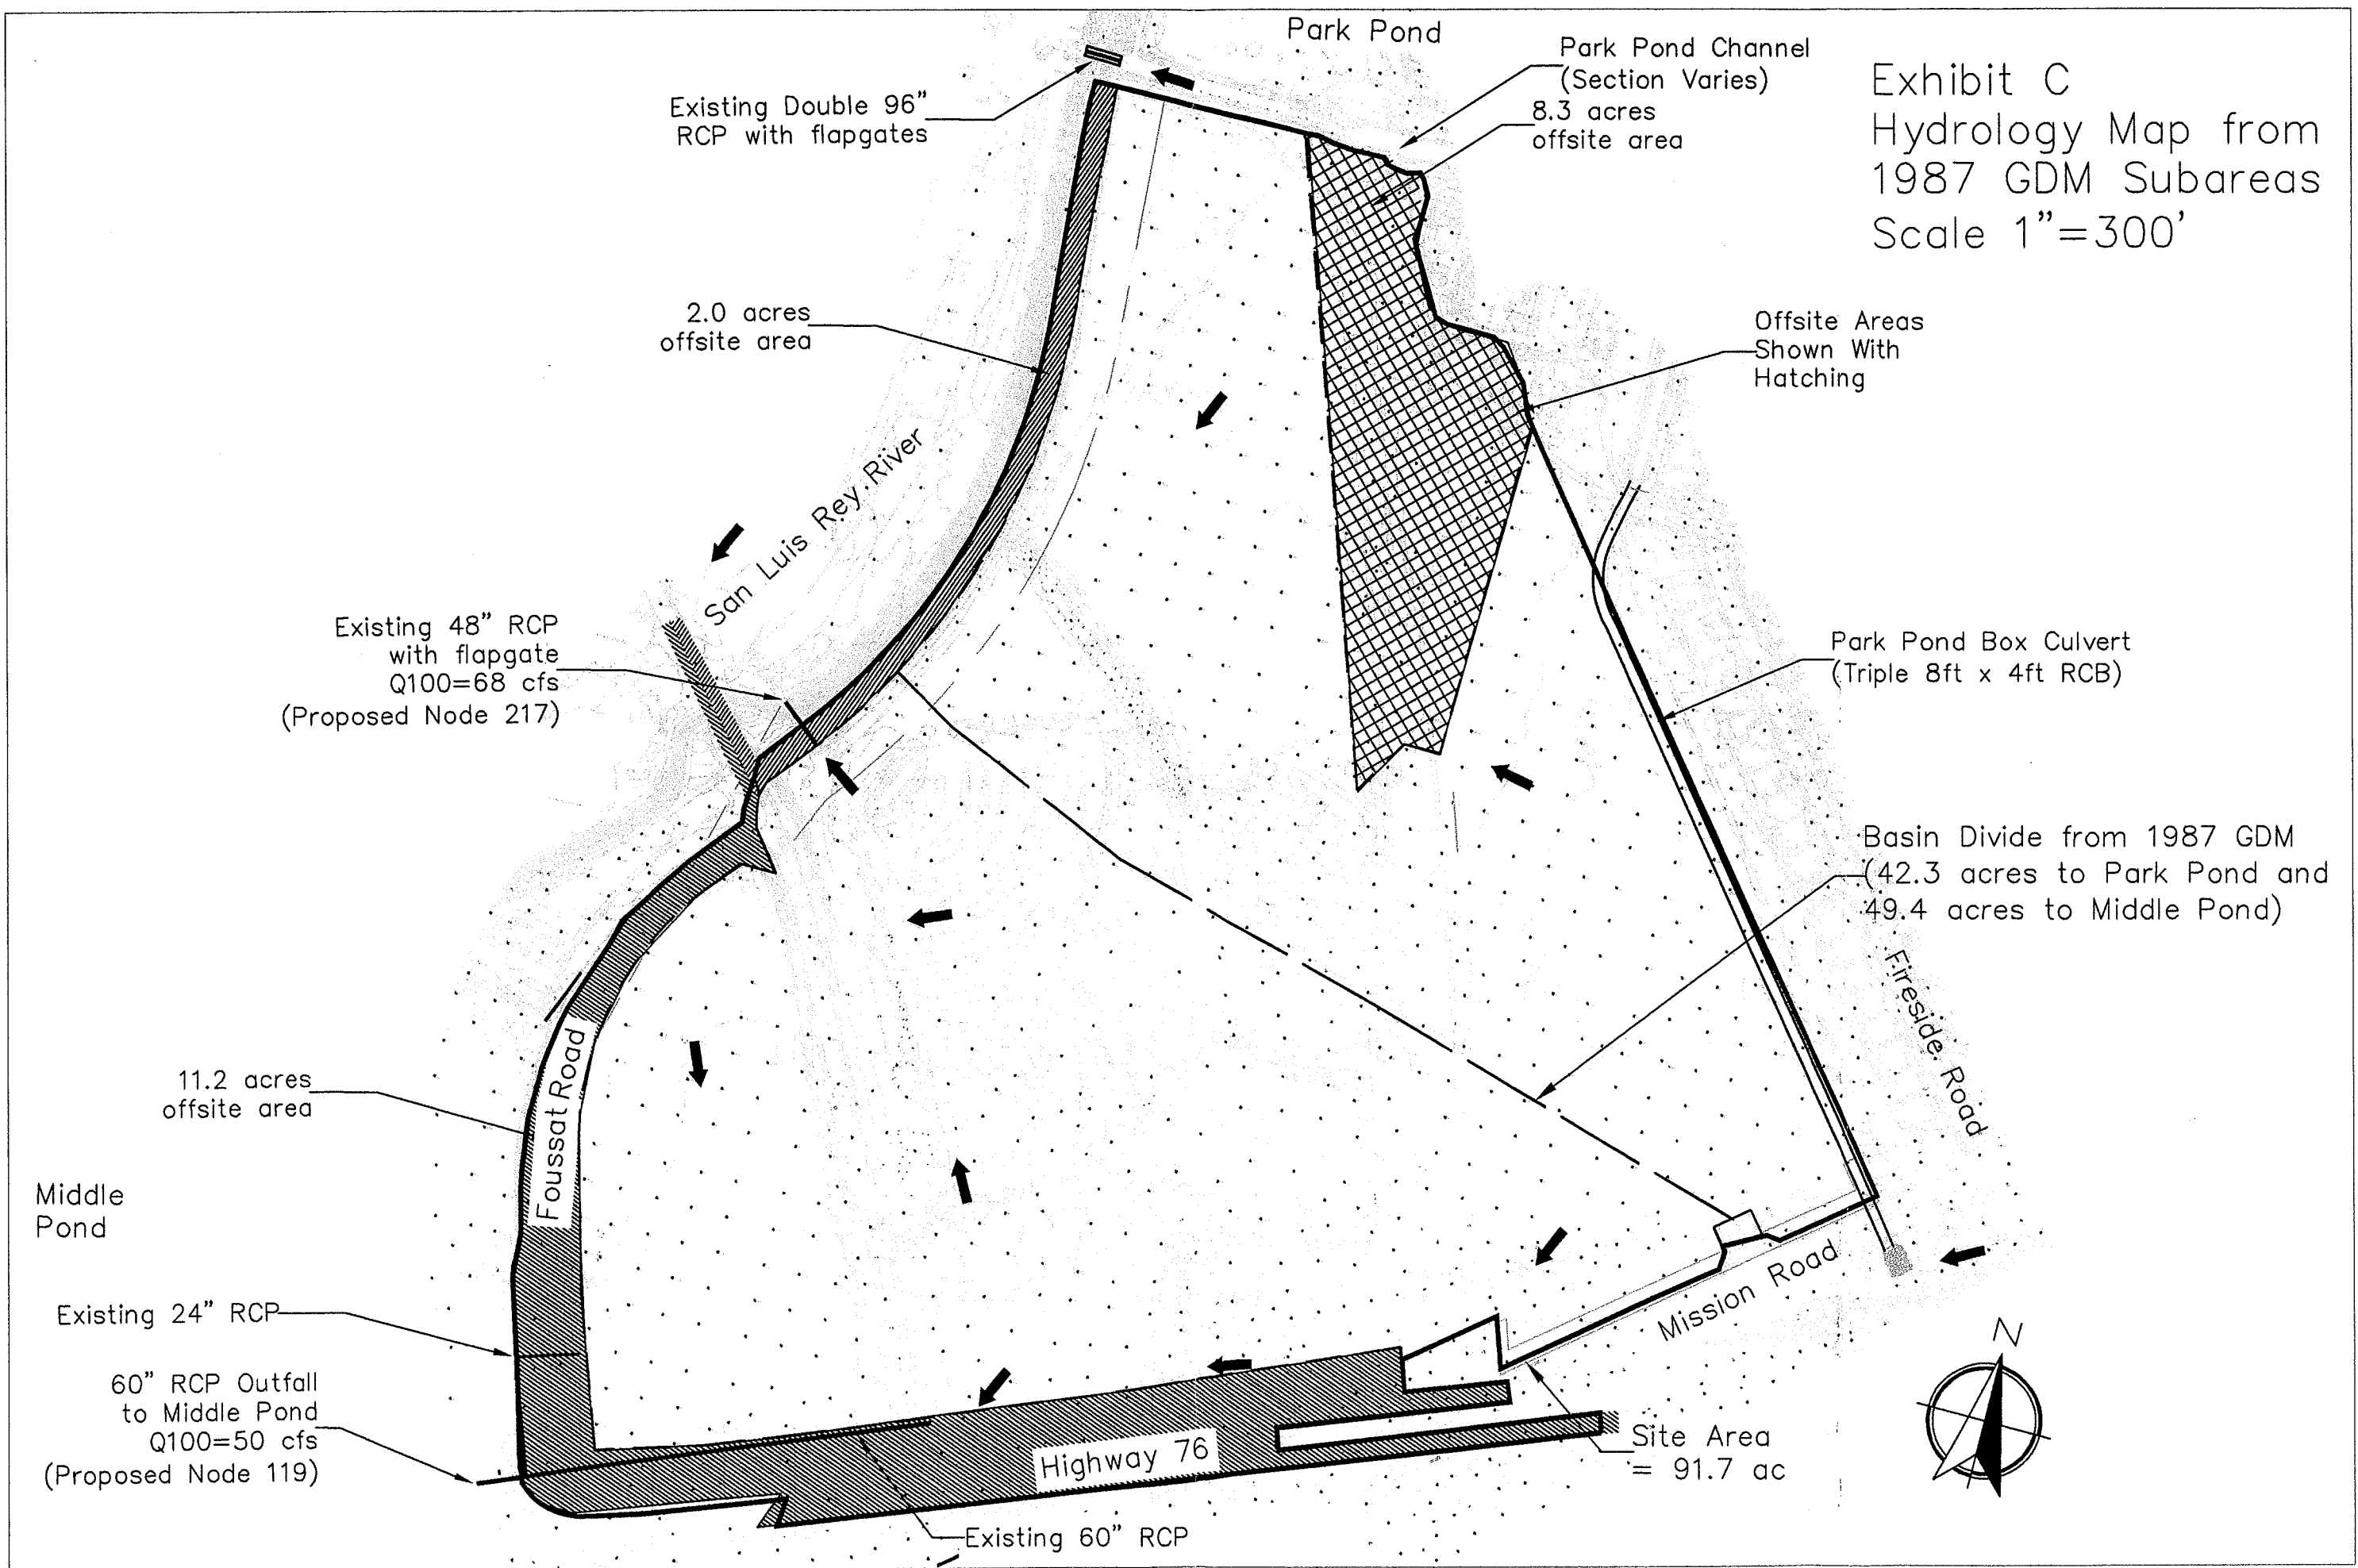 Park Pond
Park Pond Channel
(Section Varies)
8.3 acres
offsite area
Exhibit C
Hydrology Map from
1987 GDM Subareas
Scale 1"=300'
Existing Double 96"
RCP with flapgates
2.0 acres
offsite area
Offsite Areas
Shown With
Hatching
San Luis Rey River
Existing 48" RCP
with flapgate
Q100=68 cfs
(Proposed Node 217)
Park Pond Box Culvert
(Triple 8ft x 4ft RCB)
Basin Divide from 1987 GDM
(42.3 acres to Park Pond and
49.4 acres to Middle Pond)
Fireside Road
11.2 acres
offsite area
Foussat Road
Middle
Pond
Existing 24" RCP
60" RCP Outfall
to Middle Pond
Q100=50 cfs
(Proposed Node 119)
Mission Road
Highway 76
Site Area
= 91.7 ac
N
Existing 60" RCP